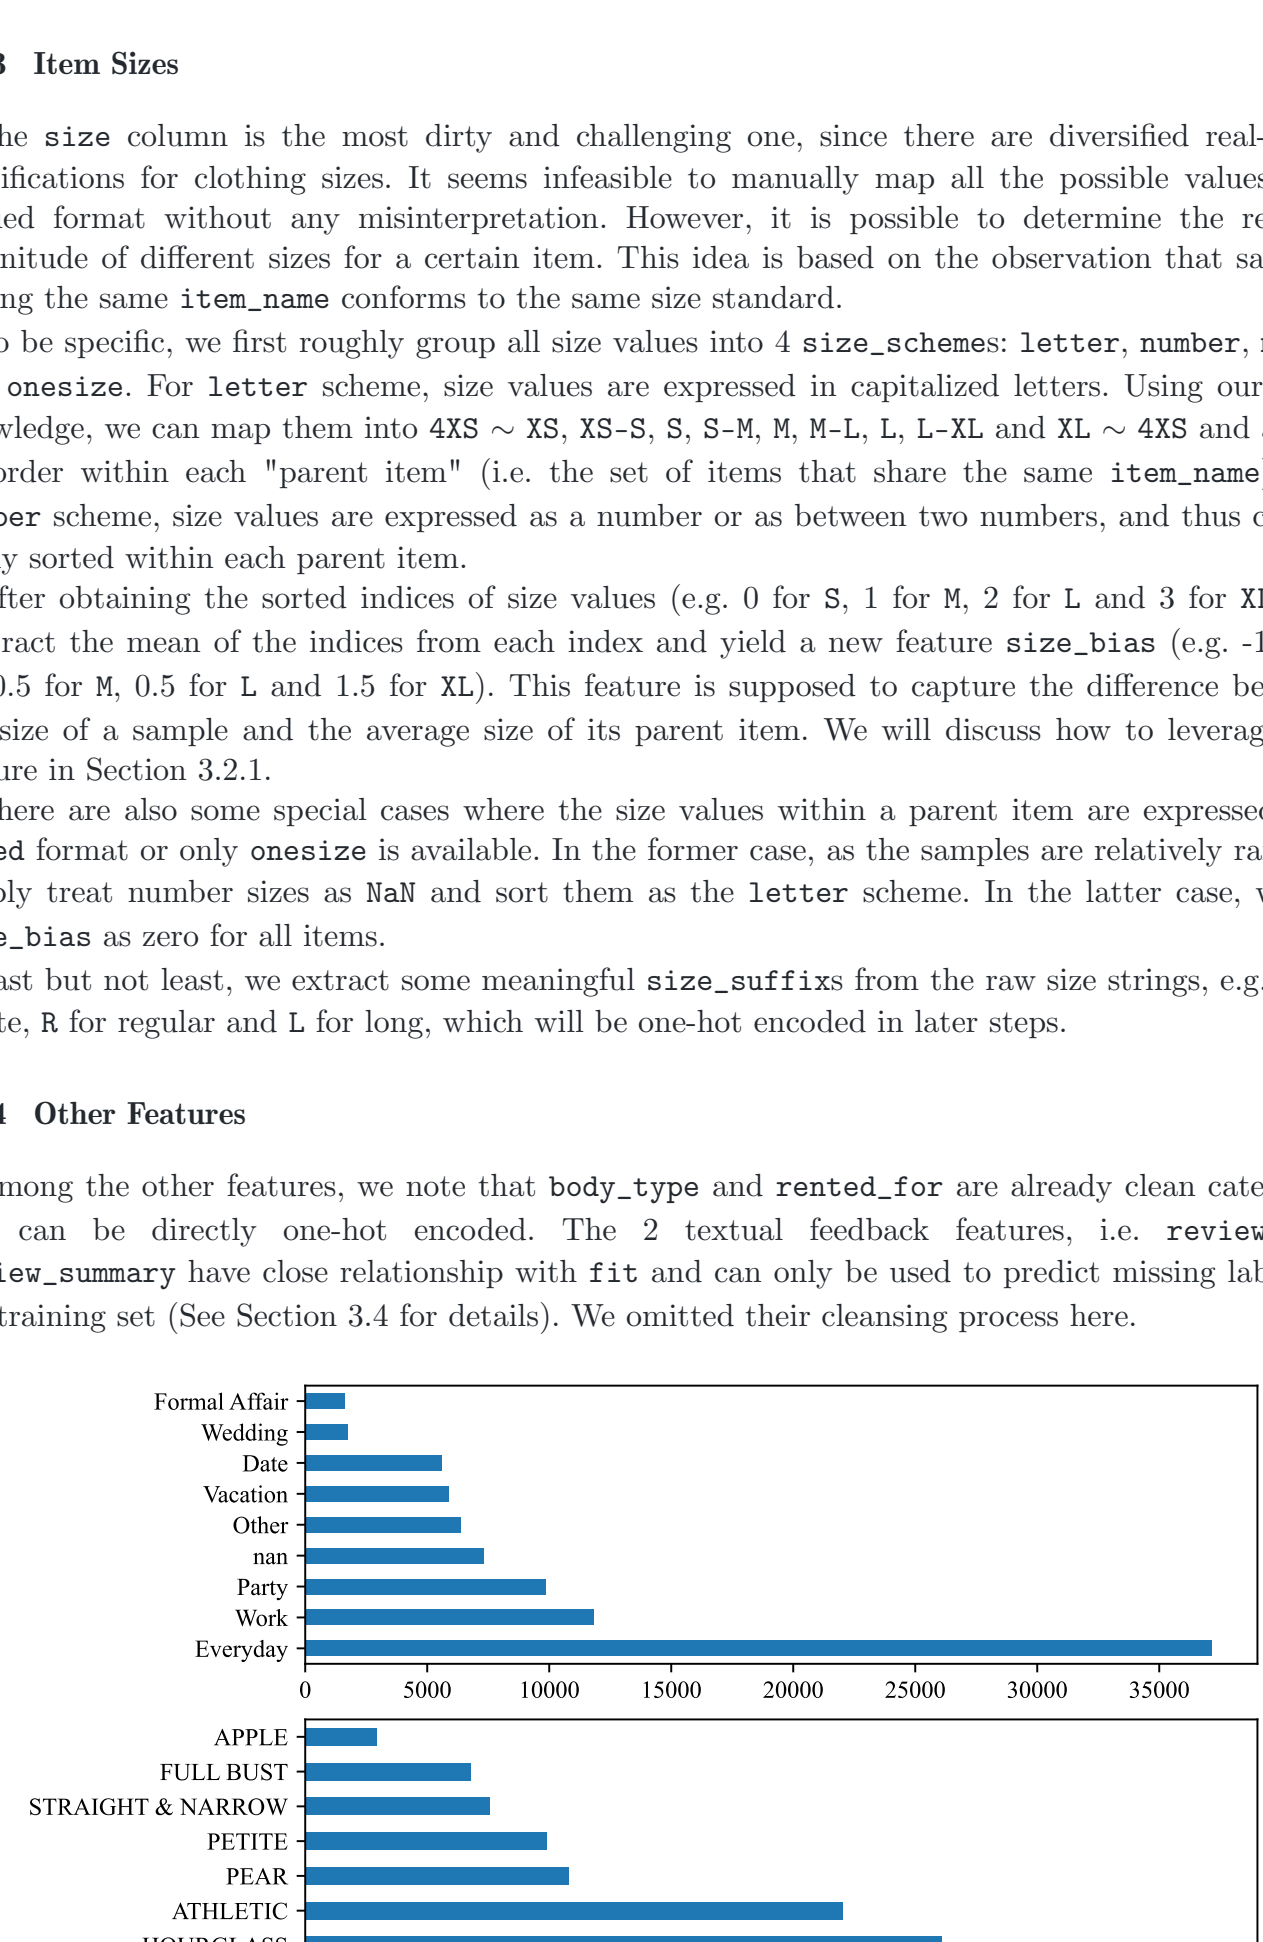 3 Item Sizes
he size column is the most dirty and challenging one, since there are diversified real-
ifications for clothing sizes. It seems infeasible to manually map all the possible values
ed format without any misinterpretation. However, it is possible to determine the re
nitude of different sizes for a certain item. This idea is based on the observation that sa
ng the same item_name conforms to the same size standard.
o be specific, we first roughly group all size values into 4 size_schemes: letter, number,
onesize. For letter scheme, size values are expressed in capitalized letters. Using our
wledge, we can map them into 4XS ∼ XS, XS-S, S, S-M, M, M-L, L, L-XL and XL ∼ 4XS and
order within each "parent item" (i.e. the set of items that share the same item_name)
ber scheme, size values are expressed as a number or as between two numbers, and thus c
y sorted within each parent item.
fter obtaining the sorted indices of size values (e.g. 0 for S, 1 for M, 2 for L and 3 for XL
ract the mean of the indices from each index and yield a new feature size_bias (e.g. -1
0.5 for M, 0.5 for L and 1.5 for XL). This feature is supposed to capture the difference be
size of a sample and the average size of its parent item. We will discuss how to leverag
ure in Section 3.2.1.
here are also some special cases where the size values within a parent item are expressed
ed format or only onesize is available. In the former case, as the samples are relatively ra
ply treat number sizes as NaN and sort them as the letter scheme. In the latter case, w
e_bias as zero for all items.
ast but not least, we extract some meaningful size_suffixs from the raw size strings, e.g.
te, R for regular and L for long, which will be one-hot encoded in later steps.
4 Other Features
mong the other features, we note that body_type and rented_for are already clean cate
can be directly one-hot encoded. The 2 textual feedback features, i.e. review
iew_summary have close relationship with fit and can only be used to predict missing lab
training set (See Section 3.4 for details). We omitted their cleansing process here.
Formal Affair
Wedding
Date
Vacation
Other
nan
Party
Work
Everyday
0 5000 10000 15000 20000 25000 30000 35000
APPLE
FULL BUST
STRAIGHT & NARROW
PETITE
PEAR
ATHLETIC
HOURGLASS